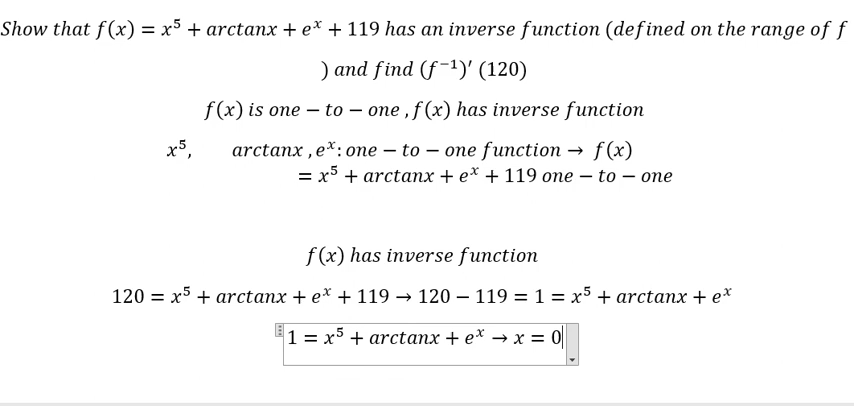 Show that f(x) = x⁵ + arctanx + eˣ + 119 has an inverse function (defined on the range of f
) and find (f⁻¹)′ (120)
f(x) is one − to − one , f(x) has inverse function
x⁵, arctanx , eˣ: one − to − one function → f(x)
= x⁵ + arctanx + eˣ + 119 one − to − one
f(x) has inverse function
120 = x⁵ + arctanx + eˣ + 119 → 120 − 119 = 1 = x⁵ + arctanx + eˣ
1 = x⁵ + arctanx + eˣ → x = 0